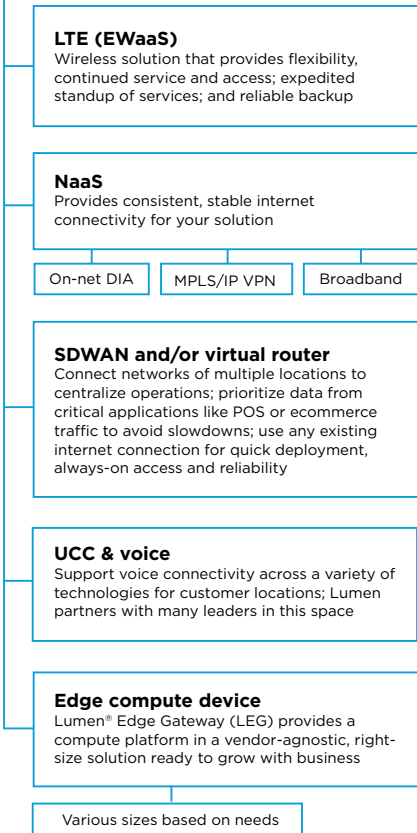 LTE (EWaaS)
Wireless solution that provides flexibility,
continued service and access; expedited
standup of services; and reliable backup
NaaS
Provides consistent, stable internet
connectivity for your solution
On-net DIA
MPLS/IP VPN
Broadband
SDWAN and/or virtual router
Connect networks of multiple locations to
centralize operations; prioritize data from
critical applications like POS or ecommerce
traffic to avoid slowdowns; use any existing
internet connection for quick deployment,
always-on access and reliability
UCC & voice
Support voice connectivity across a variety of
technologies for customer locations; Lumen
partners with many leaders in this space
Edge compute device
Lumen® Edge Gateway (LEG) provides a
compute platform in a vendor-agnostic, right-
size solution ready to grow with business
Various sizes based on needs